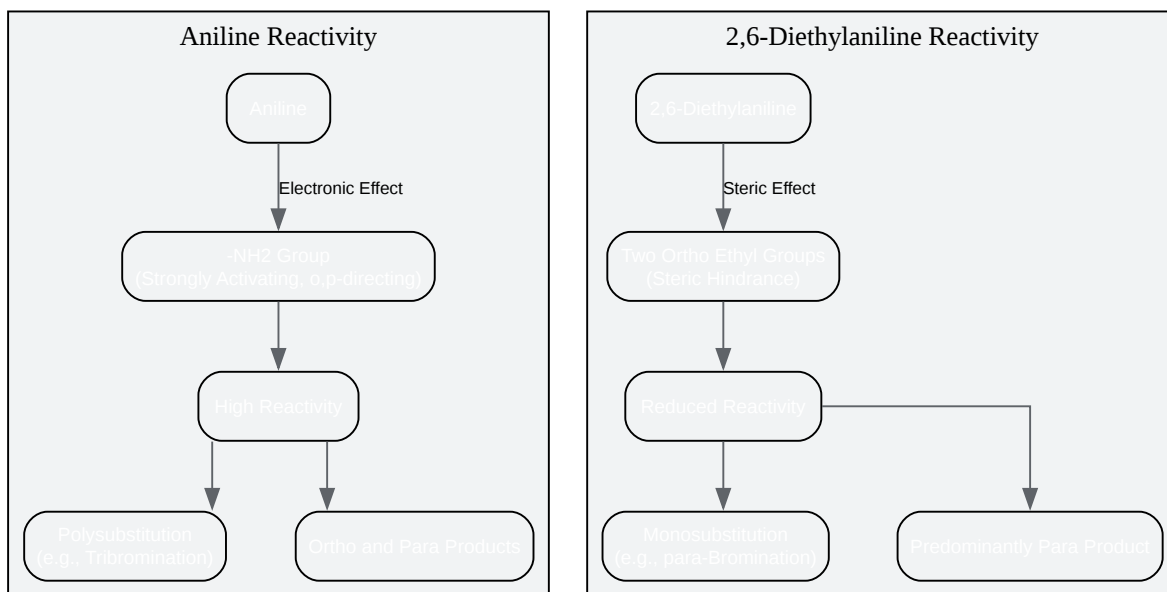 Aniline Reactivity
Aniline
Electronic Effect
-NH2 Group
(Strongly Activating, o,p-directing)
High Reactivity
Polysubstitution
(e.g., Tribromination)
Ortho and Para Products
2,6-Diethylaniline Reactivity
2,6-Diethylaniline
Steric Effect
Two Ortho Ethyl Groups
(Steric Hindrance)
Reduced Reactivity
Monosubstitution
(e.g., para-Bromination)
Predominantly Para Product